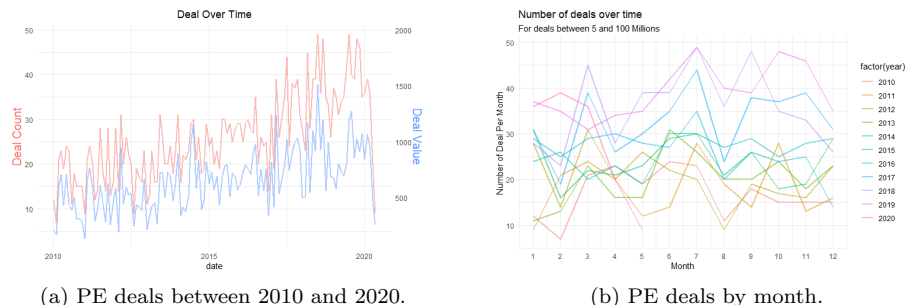 Deal Over Time
50
40
30
20
10
2000
1500
1000
500
Deal Count
Deal Value
2010
2015
2020
date
(a) PE deals between 2010 and 2020.
Number of deals over time
For deals between 5 and 100 Millions
50
40
30
20
10
Number of Deal Per Month
1 2 3 4 5 6 7 8 9 10 11 12
Month
factor(year)
2010
2011
2012
2013
2014
2015
2016
2017
2018
2019
2020
(b) PE deals by month.